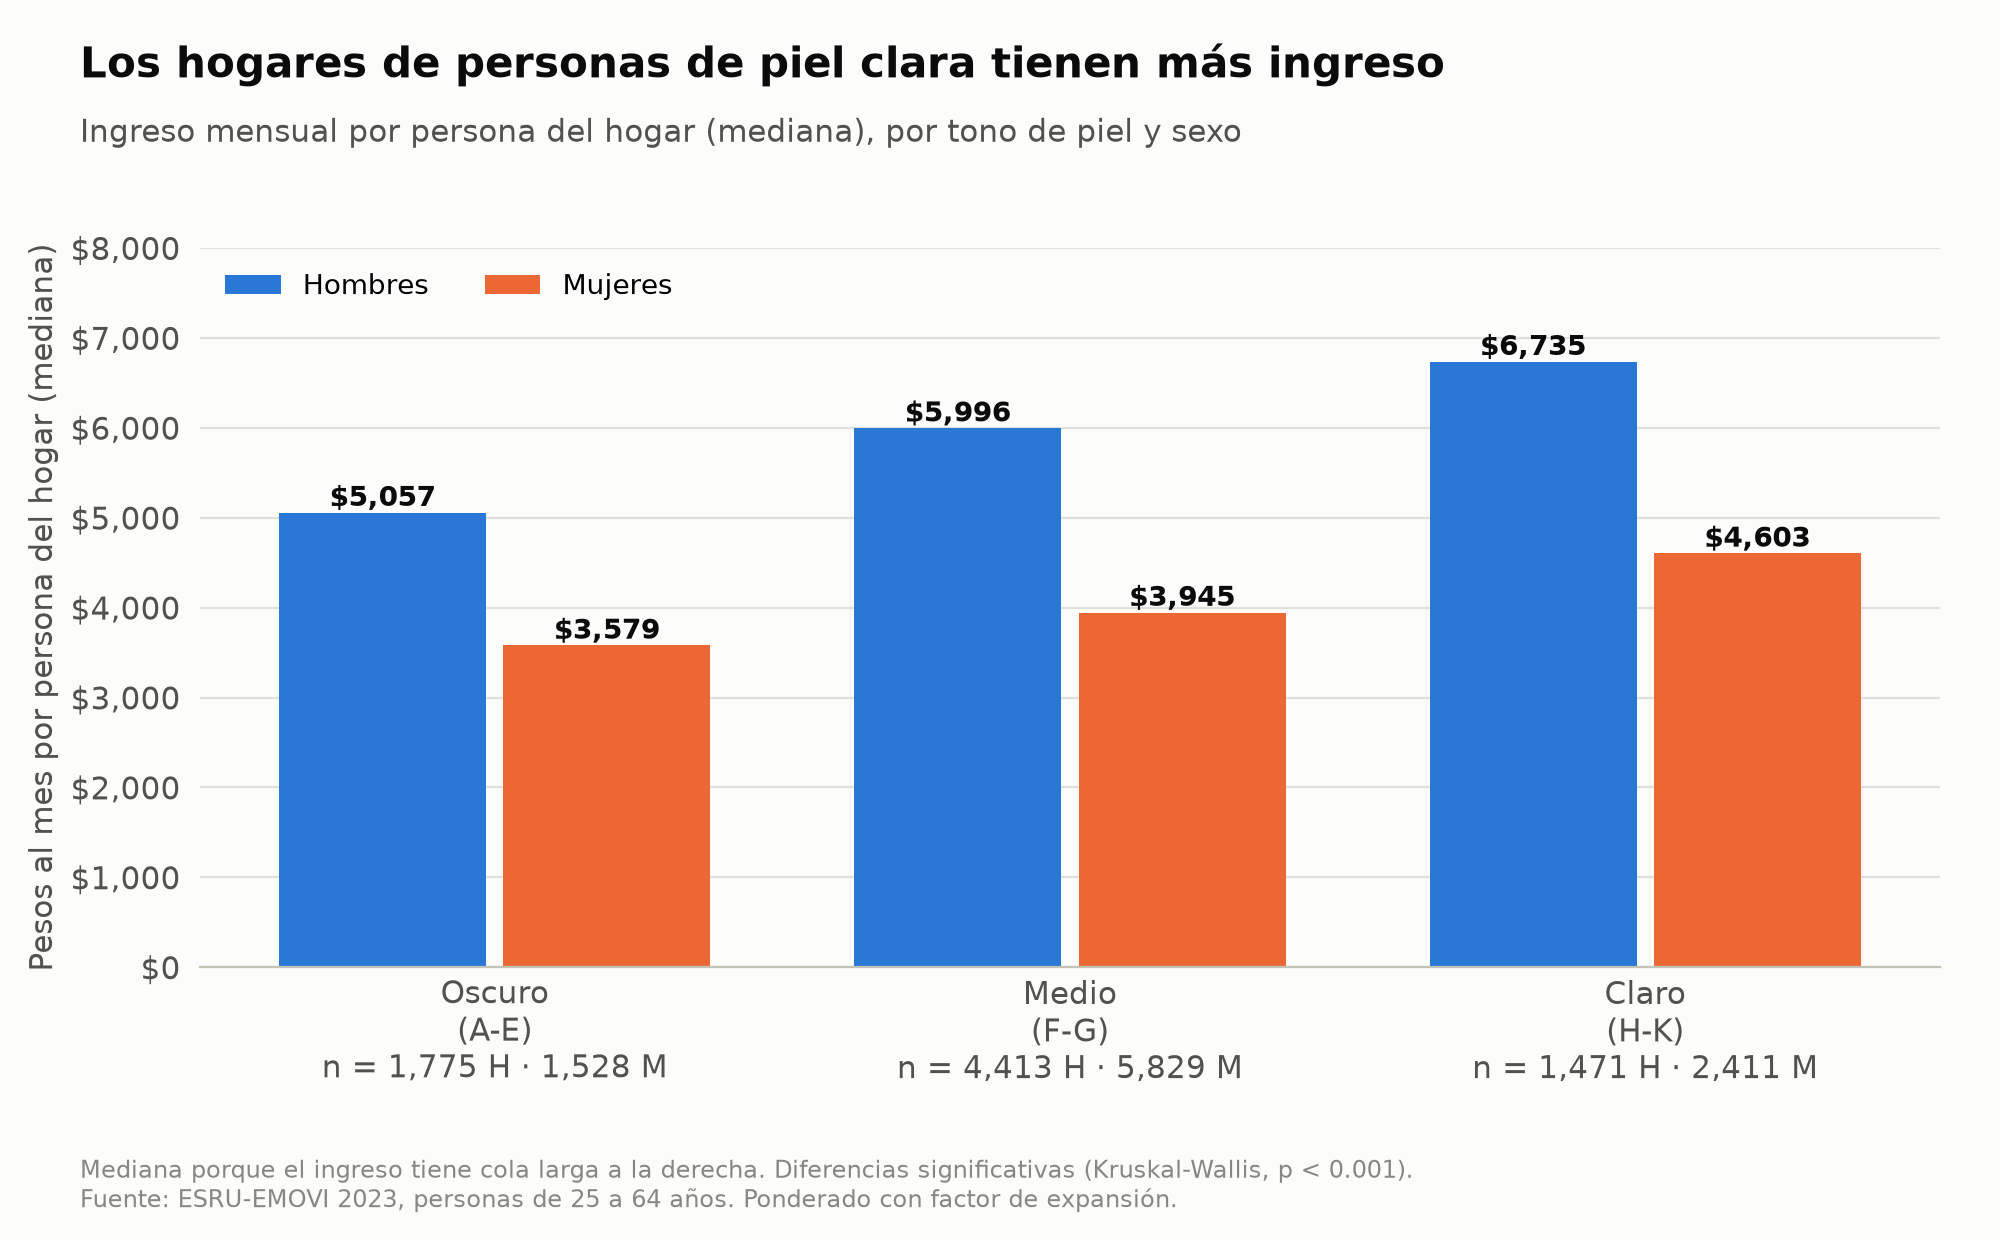 Los hogares de personas de piel clara tienen más ingreso
Ingreso mensual por persona del hogar (mediana), por tono de piel y sexo
Pesos al mes por persona del hogar (mediana)
$8,000
$7,000
$6,000
$5,000
$4,000
$3,000
$2,000
$1,000
$0
Hombres
Mujeres
$5,057
$3,579
$5,996
$3,945
$6,735
$4,603
Oscuro
(A-E)
n = 1,775 H · 1,528 M
Medio
(F-G)
n = 4,413 H · 5,829 M
Claro
(H-K)
n = 1,471 H · 2,411 M
Mediana porque el ingreso tiene cola larga a la derecha. Diferencias significativas (Kruskal-Wallis, p < 0.001).
Fuente: ESRU-EMOVI 2023, personas de 25 a 64 años. Ponderado con factor de expansión.